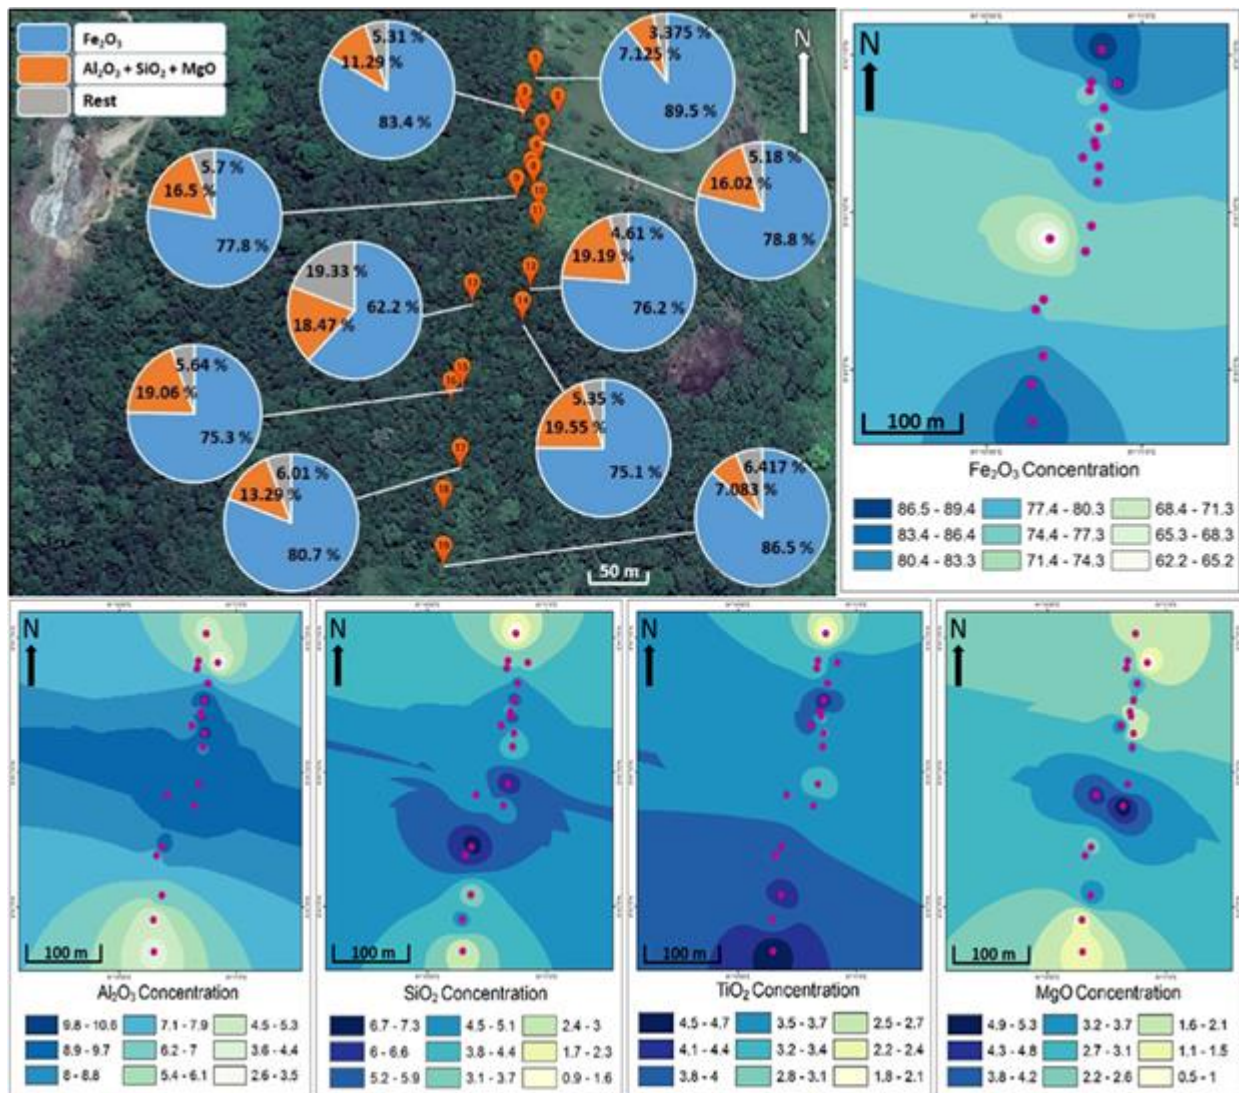 Fe₂O₃
Al₂O₃ + SiO₂ + MgO
Rest
5.31 %
11.29 %
83.4 %
3.375 %
7.125 %
89.5 %
N
5.7 %
16.5 %
77.8 %
5.18 %
16.02 %
78.8 %
19.33 %
62.2 %
18.47 %
4.61 %
19.19 %
76.2 %
5.64 %
19.06 %
75.3 %
5.35 %
19.55 %
75.1 %
6.01 %
13.29 %
80.7 %
6.417 %
7.083 %
86.5 %
1
9
10
11
12
13
14
15
16
17
18
19
50 m
N
100 m
Fe₂O₃ Concentration
86.5 - 89.4 77.4 - 80.3 68.4 - 71.3
83.4 - 86.4 74.4 - 77.3 65.3 - 68.3
80.4 - 83.3 71.4 - 74.3 62.2 - 65.2
N
100 m
Al₂O₃ Concentration
9.8 - 10.6 7.1 - 7.9 4.5 - 5.3
8.9 - 9.7 6.2 - 7 3.6 - 4.4
8 - 8.8 5.4 - 6.1 2.6 - 3.5
N
100 m
SiO₂ Concentration
6.7 - 7.3 4.5 - 5.1 2.4 - 3
6 - 6.6 3.8 - 4.4 1.7 - 2.3
5.2 - 5.9 3.1 - 3.7 0.9 - 1.6
N
100 m
TiO₂ Concentration
4.5 - 4.7 3.5 - 3.7 2.5 - 2.7
4.1 - 4.4 3.2 - 3.4 2.2 - 2.4
3.8 - 4 2.8 - 3.1 1.8 - 2.1
N
100 m
MgO Concentration
4.9 - 5.3 3.2 - 3.7 1.6 - 2.1
4.3 - 4.8 2.7 - 3.1 1.1 - 1.5
3.8 - 4.2 2.2 - 2.6 0.5 - 1